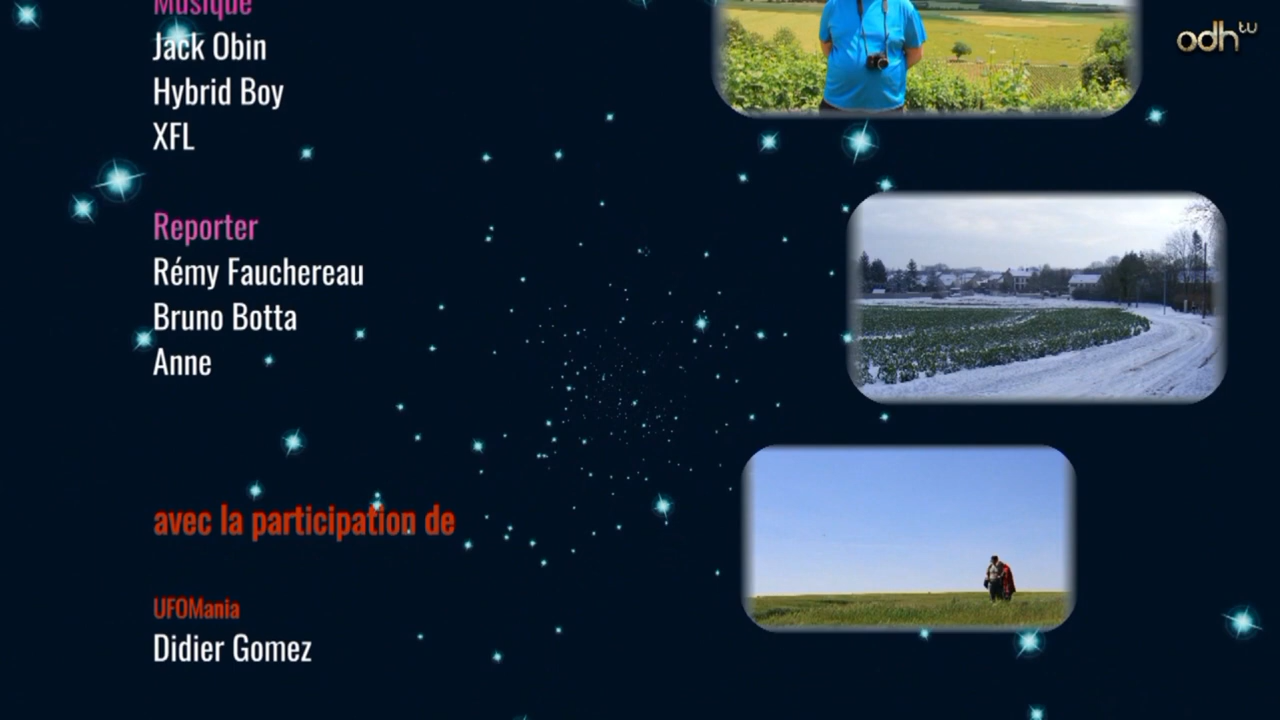 Musique
Jack Obin
Hybrid Boy
XFL
Reporter
Rémy Fauchereau
Bruno Botta
Anne
avec la participation de
UFOMania
Didier Gomez
odh tv